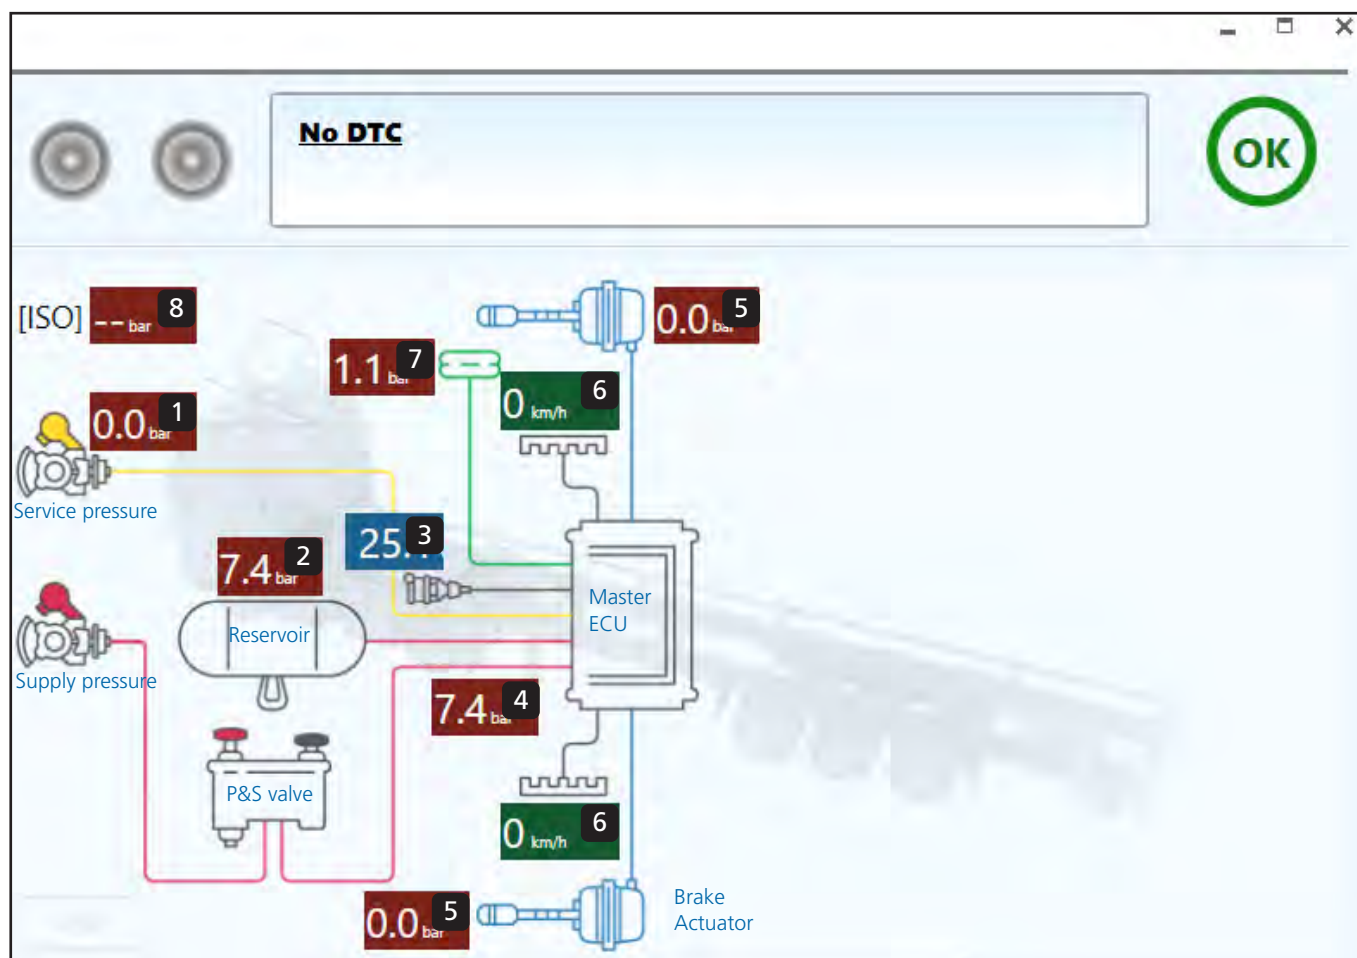 No DTC
OK
[ISO] -- bar 8
0.0 5
1.1 bar 7
0 km/h 6
0.0 bar 1
Service pressure
25. 3
7.4 bar 2
Reservoir
Master
ECU
Supply pressure
7.4 4
P&S valve
0 km/h 6
0.0 bar 5
Brake
Actuator